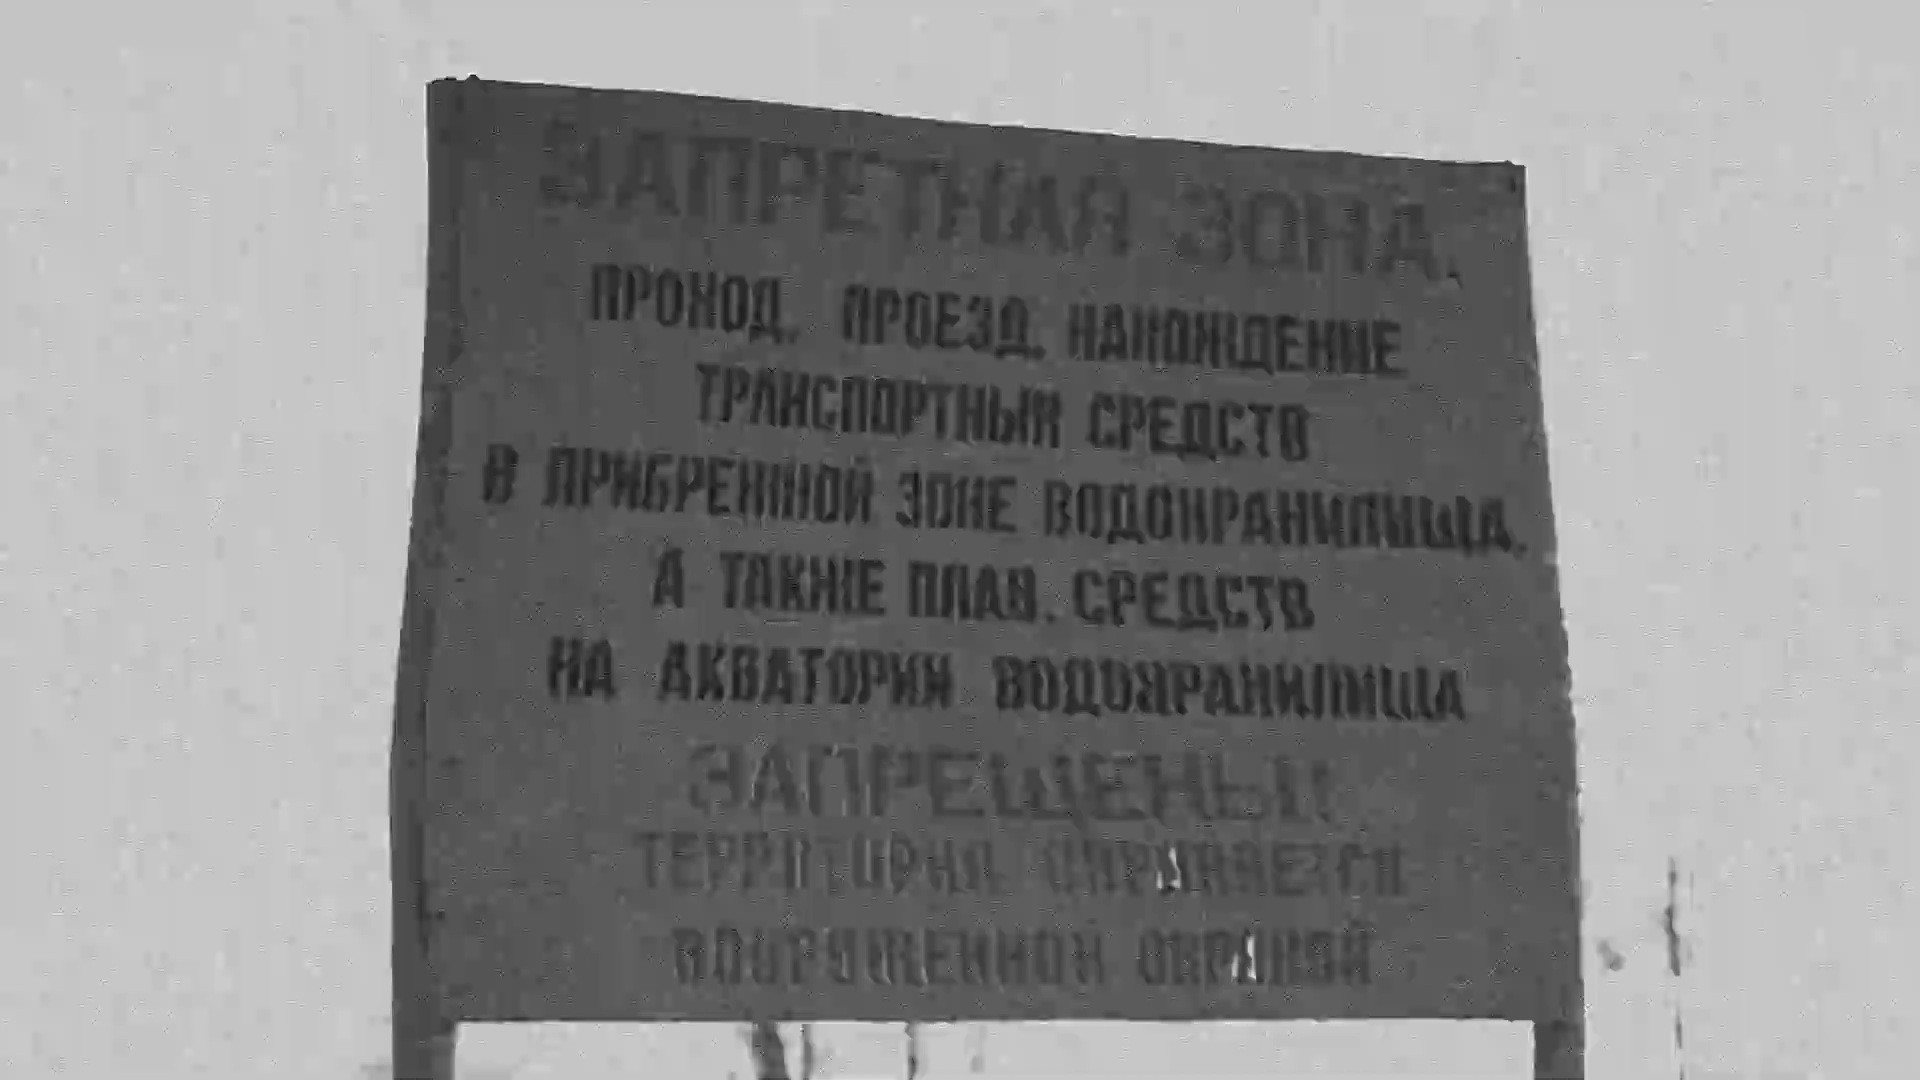 ЗАПРЕТНАЯ ЗОНА.
ПРОХОД, ПРОЕЗД, НАХОЖДЕНИЕ
ТРАНСПОРТНЫХ СРЕДСТВ
В ПРИБРЕЖНОЙ ЗОНЕ ВОДОХРАНИЛИЩА,
А ТАКЖЕ ПЛАВ. СРЕДСТВ
НА АКВАТОРИИ ВОДОХРАНИЛИЩА
ЗАПРЕЩЕНЫ!
ТЕРРИТОРИЯ ОХРАНЯЕТСЯ
ВООРУЖЕННОЙ ОХРАНОЙ